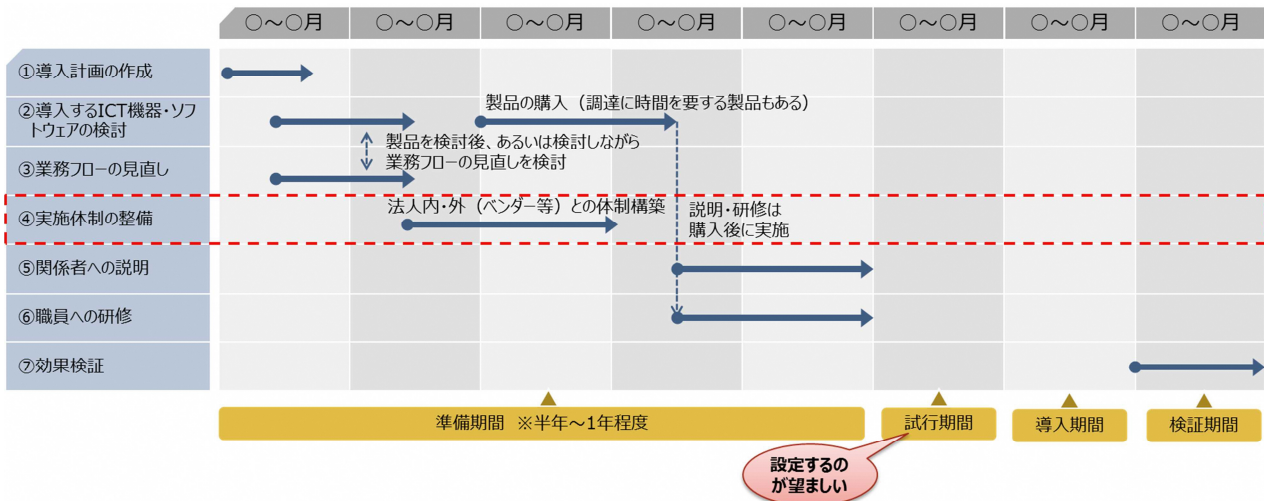 ○～○月 ○～○月 ○～○月 ○～○月 ○～○月 ○～○月 ○～○月 ○～○月
①導入計画の作成
②導入するICT機器・ソフ
トウェアの検討
製品の購入（調達に時間を要する製品もある）
製品を検討後、あるいは検討しながら
業務フローの見直しを検討
③業務フローの見直し
④実施体制の整備
法人内・外（ベンダー等）との体制構築
説明・研修は
購入後に実施
⑤関係者への説明
⑥職員への研修
⑦効果検証
準備期間 ※半年～1年程度
試行期間
導入期間
検証期間
設定するの
が望ましい